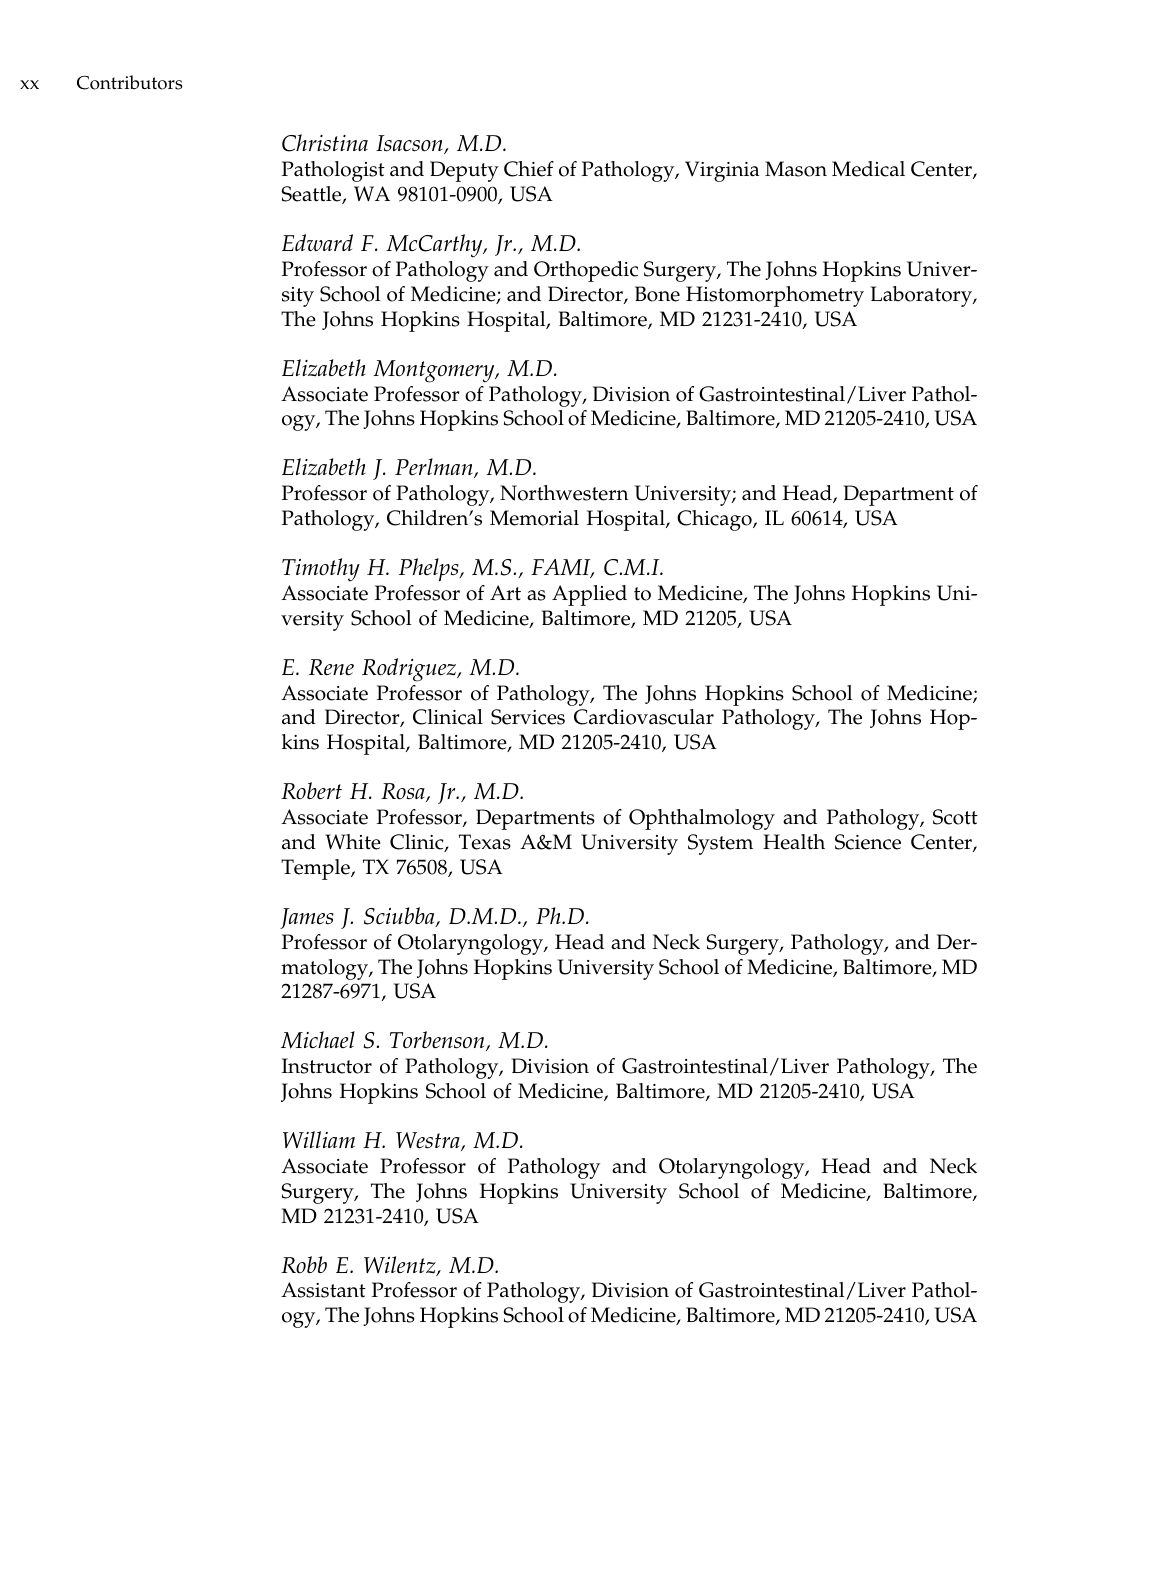 xx Contributors
Christina Isacson, M.D.
Pathologist and Deputy Chief of Pathology, Virginia Mason Medical Center,
Seattle, WA 98101-0900, USA
Edward F. McCarthy, Jr., M.D.
Professor of Pathology and Orthopedic Surgery, The Johns Hopkins Univer-
sity School of Medicine; and Director, Bone Histomorphometry Laboratory,
The Johns Hopkins Hospital, Baltimore, MD 21231-2410, USA
Elizabeth Montgomery, M.D.
Associate Professor of Pathology, Division of Gastrointestinal/Liver Pathol-
ogy, The Johns Hopkins School of Medicine, Baltimore, MD 21205-2410, USA
Elizabeth J. Perlman, M.D.
Professor of Pathology, Northwestern University; and Head, Department of
Pathology, Children's Memorial Hospital, Chicago, IL 60614, USA
Timothy H. Phelps, M.S., FAMI, C.M.I.
Associate Professor of Art as Applied to Medicine, The Johns Hopkins Uni-
versity School of Medicine, Baltimore, MD 21205, USA
E. Rene Rodriguez, M.D.
Associate Professor of Pathology, The Johns Hopkins School of Medicine;
and Director, Clinical Services Cardiovascular Pathology, The Johns Hop-
kins Hospital, Baltimore, MD 21205-2410, USA
Robert H. Rosa, Jr., M.D.
Associate Professor, Departments of Ophthalmology and Pathology, Scott
and White Clinic, Texas A&M University System Health Science Center,
Temple, TX 76508, USA
James J. Sciubba, D.M.D., Ph.D.
Professor of Otolaryngology, Head and Neck Surgery, Pathology, and Der-
matology, The Johns Hopkins University School of Medicine, Baltimore, MD
21287-6971, USA
Michael S. Torbenson, M.D.
Instructor of Pathology, Division of Gastrointestinal/Liver Pathology, The
Johns Hopkins School of Medicine, Baltimore, MD 21205-2410, USA
William H. Westra, M.D.
Associate Professor of Pathology and Otolaryngology, Head and Neck
Surgery, The Johns Hopkins University School of Medicine, Baltimore,
MD 21231-2410, USA
Robb E. Wilentz, M.D.
Assistant Professor of Pathology, Division of Gastrointestinal/Liver Pathol-
ogy, The Johns Hopkins School of Medicine, Baltimore, MD 21205-2410, USA